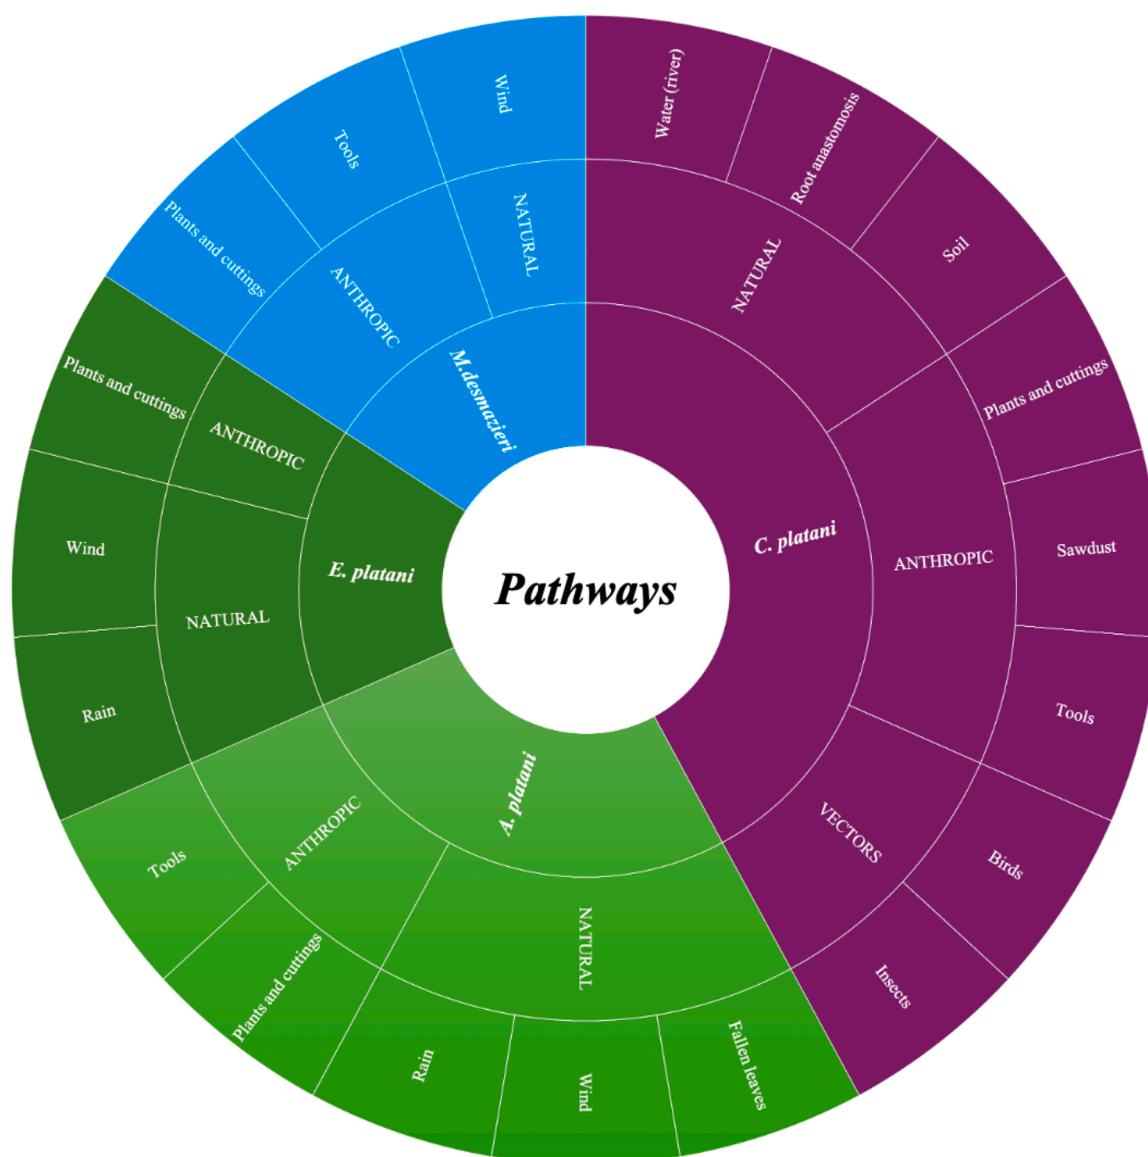 Pathways
C. platani
NATURAL
Water (river)
Root anastomosis
Soil
ANTHROPIC
Plants and cuttings
Sawdust
Tools
VECTORS
Birds
Insects
A. platani
NATURAL
Fallen leaves
Wind
Rain
ANTHROPIC
Plants and cuttings
Tools
E. platani
NATURAL
Rain
Wind
ANTHROPIC
Plants and cuttings
M.desmazieri
ANTHROPIC
Plants and cuttings
Tools
NATURAL
Wind